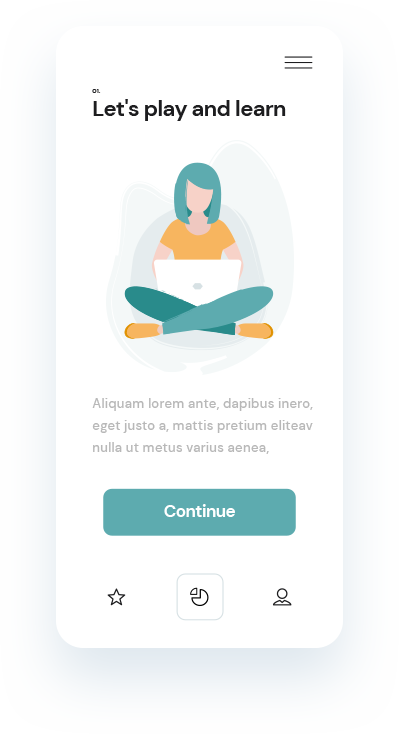 01.
Let's play and learn
Aliquam lorem ante, dapibus inero,
eget justo a, mattis pretium eliteav
nulla ut metus varius aenea,
Continue